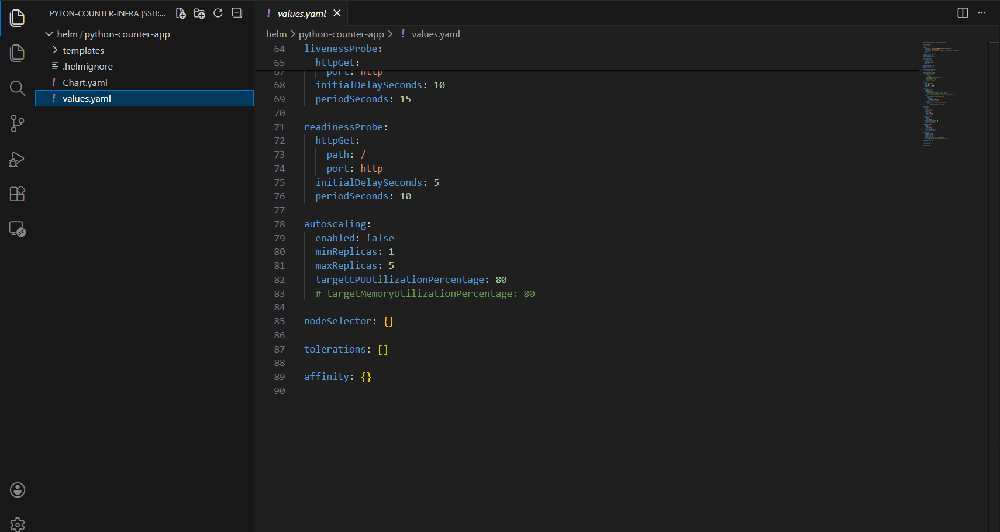 PYTON-COUNTER-INFRA [SSH:...
helm / python-counter-app
templates
.helmignore
! Chart.yaml
! values.yaml
! values.yaml
helm > python-counter-app > ! values.yaml
64 livenessProbe:
65 httpGet:
67 port: http
68 initialDelaySeconds: 10
69 periodSeconds: 15
70
71 readinessProbe:
72 httpGet:
73 path: /
74 port: http
75 initialDelaySeconds: 5
76 periodSeconds: 10
77
78 autoscaling:
79 enabled: false
80 minReplicas: 1
81 maxReplicas: 5
82 targetCPUUtilizationPercentage: 80
83 # targetMemoryUtilizationPercentage: 80
84
85 nodeSelector: {}
86
87 tolerations: []
88
89 affinity: {}
90